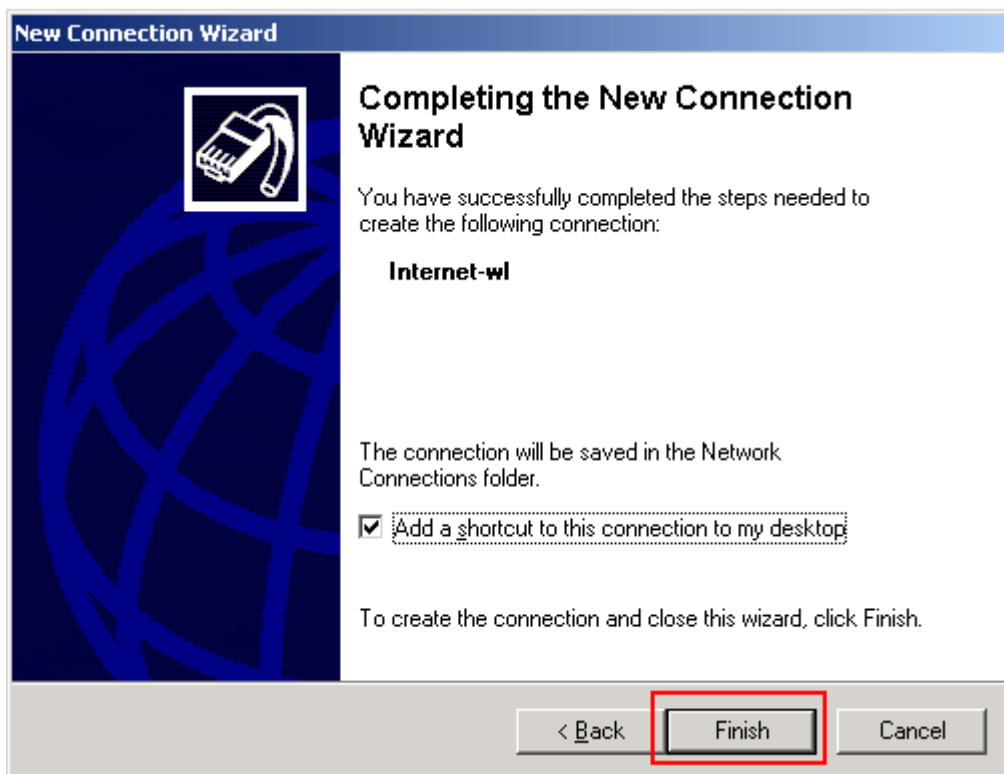 New Connection Wizard
Completing the New Connection
Wizard
You have successfully completed the steps needed to
create the following connection:
Internet-wl
The connection will be saved in the Network
Connections folder.
Add a shortcut to this connection to my desktop
To create the connection and close this wizard, click Finish.
< Back Finish Cancel